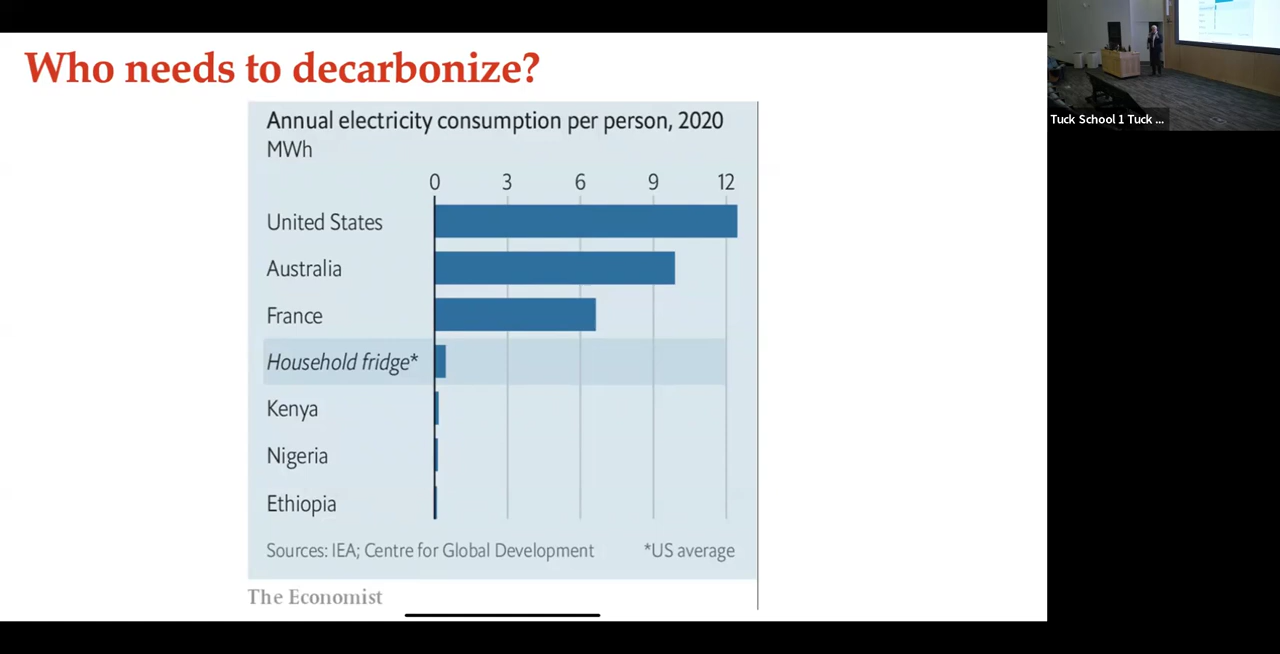 Who needs to decarbonize?
Annual electricity consumption per person, 2020
MWh
0 3 6 9 12
United States
Australia
France
Household fridge*
Kenya
Nigeria
Ethiopia
Sources: IEA; Centre for Global Development *US average
The Economist
Tuck School 1 Tuck ...